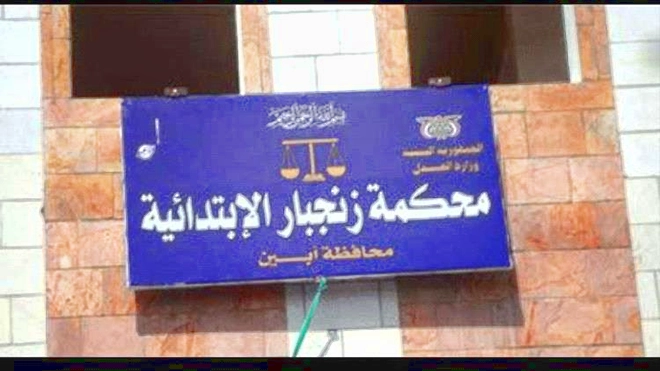 بسم الله الرحمن الرحيم
الجمهورية اليمنية
وزارة العدل
محكمة زنجبار الإبتدائية
محافظة أبين